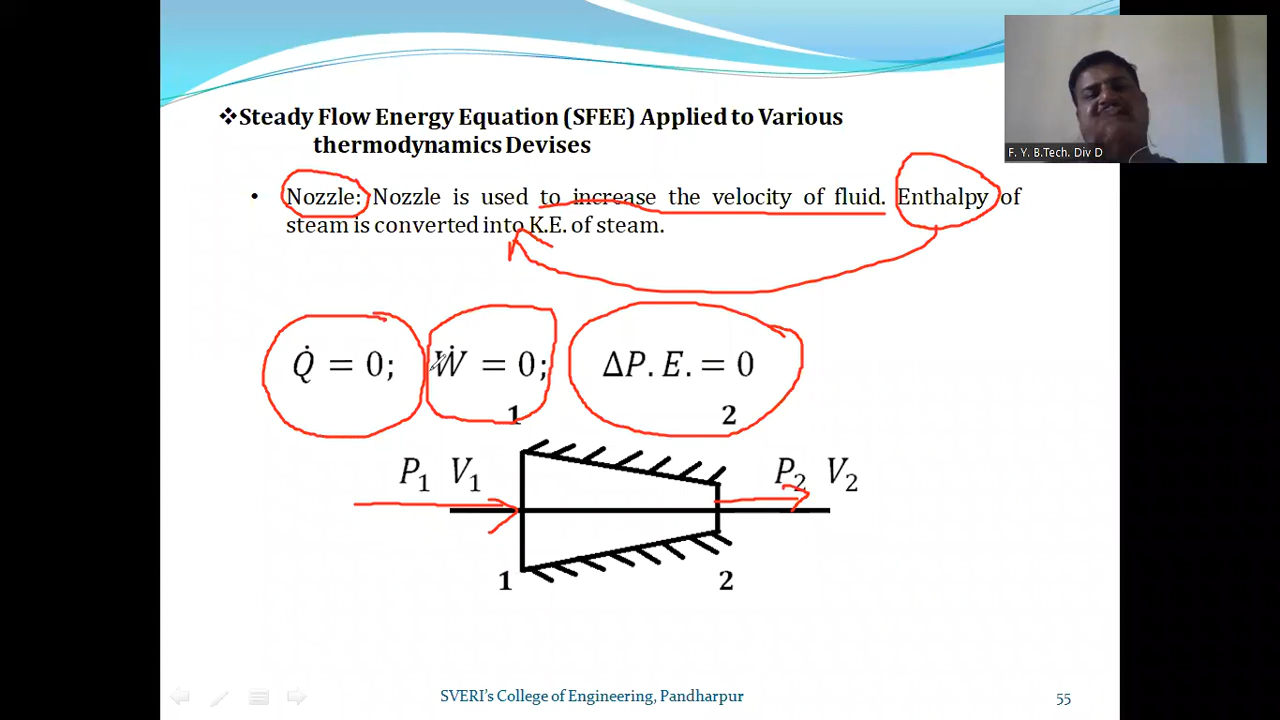 ❖Steady Flow Energy Equation (SFEE) Applied to Various
thermodynamics Devises
F. Y. B.Tech. Div D
• Nozzle: Nozzle is used to increase the velocity of fluid. Enthalpy of
steam is converted into K.E. of steam.
Q̇ = 0; Ẇ = 0; ΔP. E. = 0
1 2
P₁ V₁ P₂ V₂
1 2
SVERI's College of Engineering, Pandharpur 55